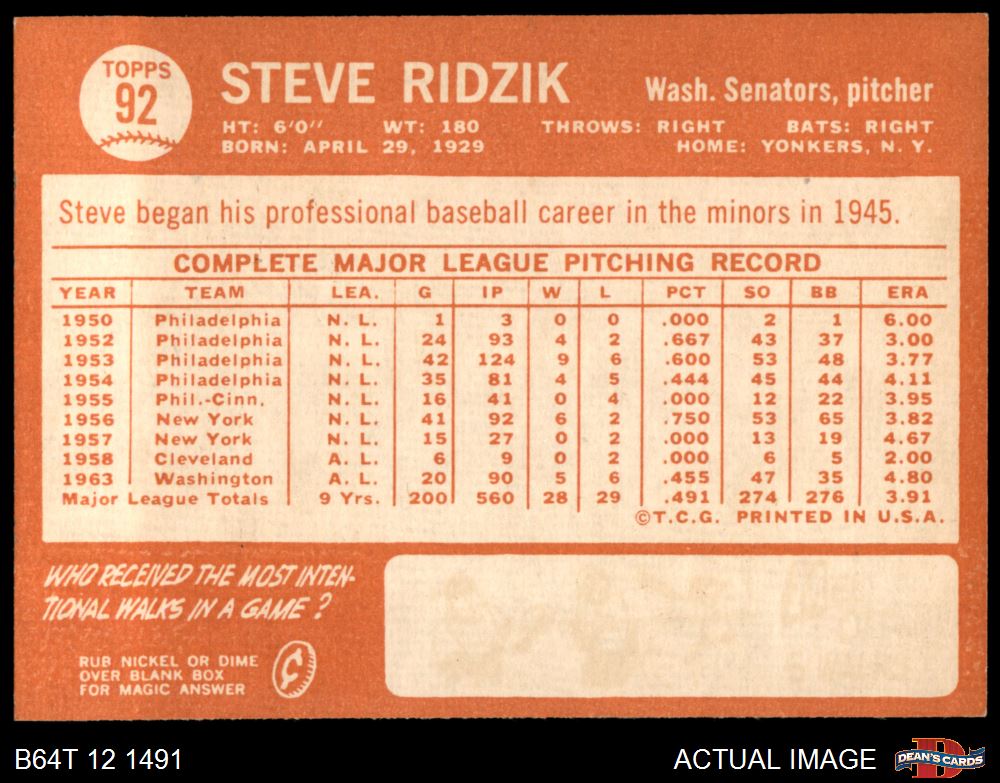 TOPPS
92
STEVE RIDZIK
Wash. Senators, pitcher
HT: 6'0" WT: 180 THROWS: RIGHT BATS: RIGHT
BORN: APRIL 29, 1929 HOME: YONKERS, N. Y.
Steve began his professional baseball career in the minors in 1945.
COMPLETE MAJOR LEAGUE PITCHING RECORD
YEAR TEAM LEA. G IP W L PCT SO BB ERA
1950 Philadelphia N. L. 1 3 0 0 .000 2 1 6.00
1952 Philadelphia N. L. 24 93 4 2 .667 43 37 3.00
1953 Philadelphia N. L. 42 124 9 6 .600 53 48 3.77
1954 Philadelphia N. L. 35 81 4 5 .444 45 44 4.11
1955 Phil.-Cinn. N. L. 16 41 0 4 .000 12 22 3.95
1956 New York N. L. 41 92 6 2 .750 53 65 3.82
1957 New York N. L. 15 27 0 2 .000 13 19 4.67
1958 Cleveland A. L. 6 9 0 2 .000 6 5 2.00
1963 Washington A. L. 20 90 5 6 .455 47 35 4.80
Major League Totals 9 Yrs. 200 560 28 29 .491 274 276 3.91
©T.C.G. PRINTED IN U.S.A.
WHO RECEIVED THE MOST INTEN-
TIONAL WALKS IN A GAME?
RUB NICKEL OR DIME
OVER BLANK BOX
FOR MAGIC ANSWER
¢
B64T 12 1491
ACTUAL IMAGE
D
DEAN'S CARDS